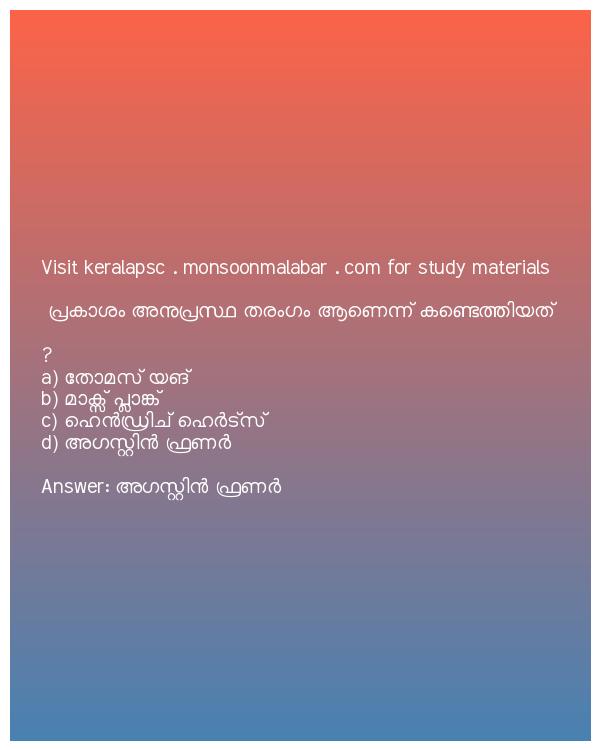 Visit keralapsc . monsoonmalabar . com for study materials
പ്രകാശം അനുപ്രസ്ഥ തരംഗം ആണെന്ന് കണ്ടെത്തിയത്
?
a) തോമസ് യങ്
b) മാക്സ് പ്ലാങ്ക്
c) ഹെൻഡ്രിച് ഹെർട്സ്
d) അഗസ്റ്റിൻ ഫ്രണർ
Answer: അഗസ്റ്റിൻ ഫ്രണർ